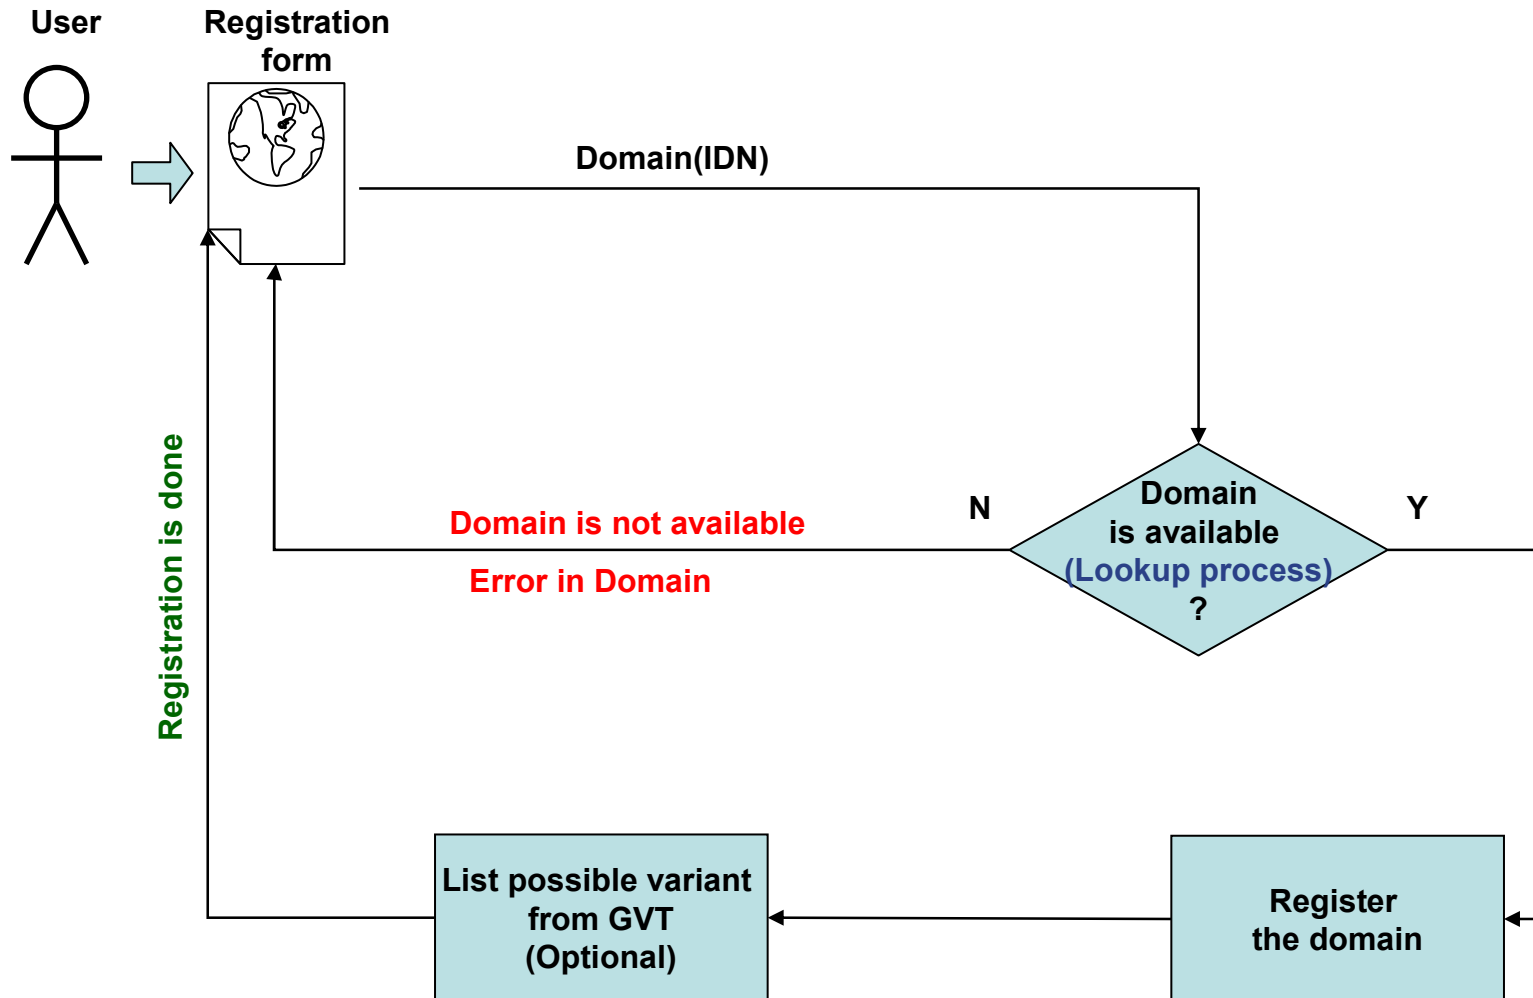 User
Registration
form
Domain(IDN)
N
Domain
is available
(Lookup process)
?
Y
Domain is not available
Error in Domain
Registration is done
List possible variant
from GVT
(Optional)
Register
the domain